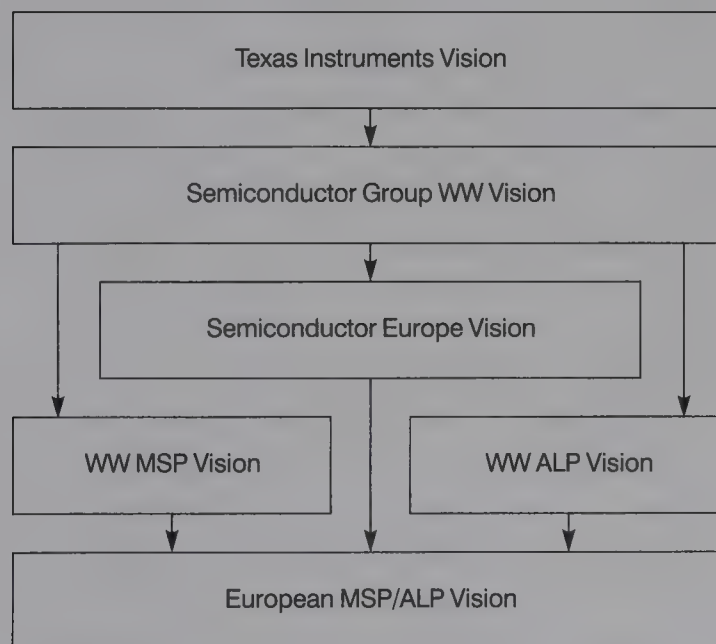 Texas Instruments Vision
Semiconductor Group WW Vision
Semiconductor Europe Vision
WW MSP Vision
WW ALP Vision
European MSP/ALP Vision